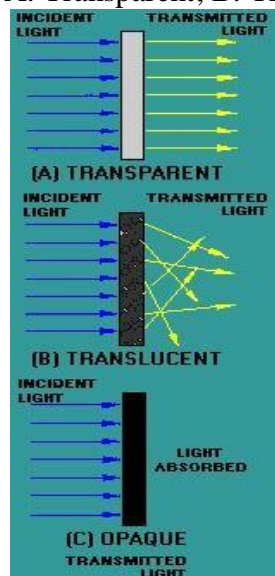 INCIDENT LIGHT
TRANSMITTED LIGHT
(A) TRANSPARENT
INCIDENT LIGHT
TRANSMITTED LIGHT
(B) TRANSLUCENT
INCIDENT LIGHT
LIGHT ABSORBED
(C) OPAQUE
TRANSMITTED LIGHT